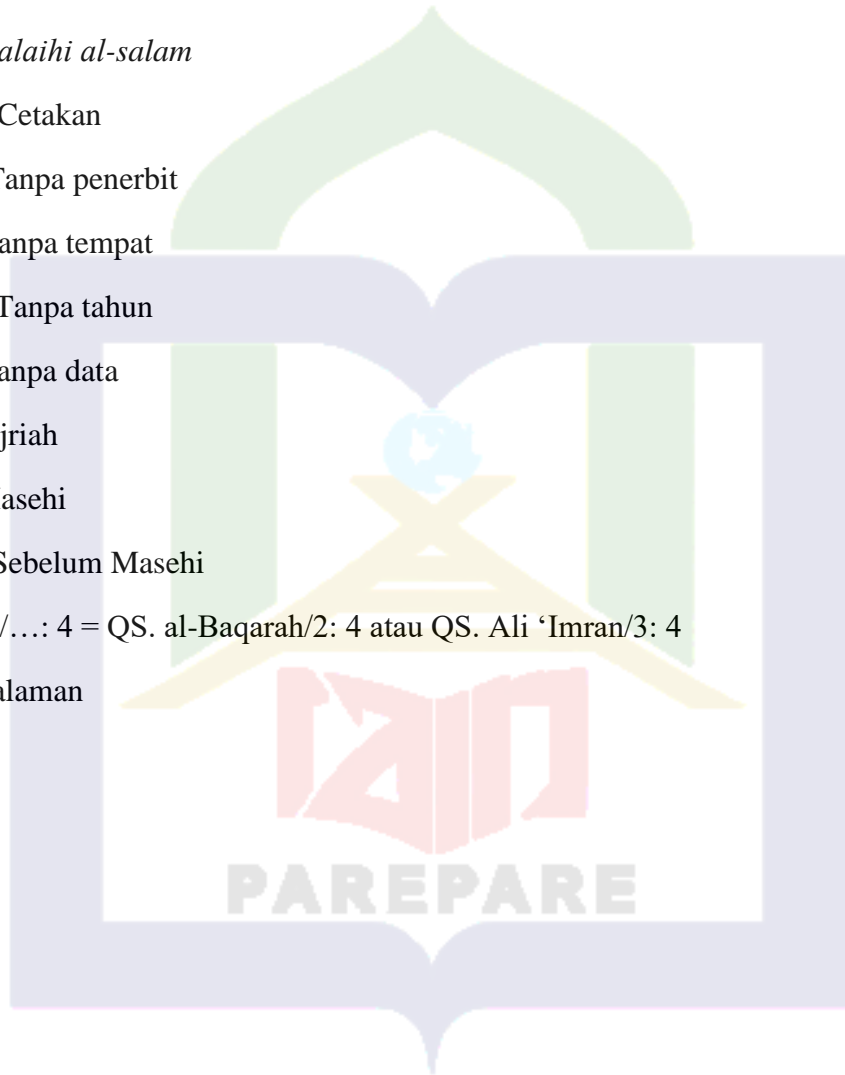 alaihi al-salam
Cetakan
Tanpa penerbit
anpa tempat
Tanpa tahun
anpa data
jriah
asehi
Sebelum Masehi
/…: 4 = QS. al-Baqarah/2: 4 atau QS. Ali ‘Imran/3: 4
alaman
iain
PAREPARE